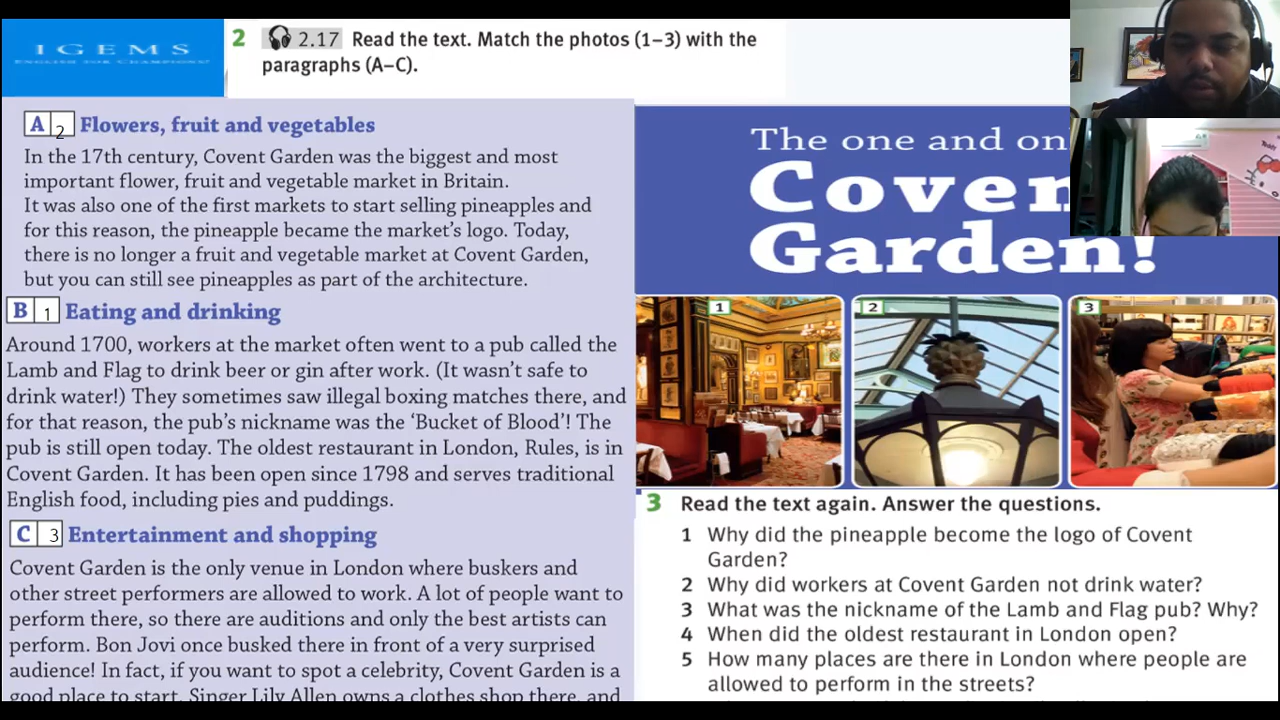 IGEMS
ENGLISH FOR CHAMPIONS!
2 2.17 Read the text. Match the photos (1–3) with the
paragraphs (A–C).
A 2 Flowers, fruit and vegetables
In the 17th century, Covent Garden was the biggest and most
important flower, fruit and vegetable market in Britain.
It was also one of the first markets to start selling pineapples and
for this reason, the pineapple became the market's logo. Today,
there is no longer a fruit and vegetable market at Covent Garden,
but you can still see pineapples as part of the architecture.
B 1 Eating and drinking
Around 1700, workers at the market often went to a pub called the
Lamb and Flag to drink beer or gin after work. (It wasn't safe to
drink water!) They sometimes saw illegal boxing matches there, and
for that reason, the pub's nickname was the 'Bucket of Blood'! The
pub is still open today. The oldest restaurant in London, Rules, is in
Covent Garden. It has been open since 1798 and serves traditional
English food, including pies and puddings.
C 3 Entertainment and shopping
Covent Garden is the only venue in London where buskers and
other street performers are allowed to work. A lot of people want to
perform there, so there are auditions and only the best artists can
perform. Bon Jovi once busked there in front of a very surprised
audience! In fact, if you want to spot a celebrity, Covent Garden is a
good place to start. Singer Lily Allen owns a clothes shop there, and
The one and on
Coven
Garden!
1
2
3
3 Read the text again. Answer the questions.
1 Why did the pineapple become the logo of Covent
Garden?
2 Why did workers at Covent Garden not drink water?
3 What was the nickname of the Lamb and Flag pub? Why?
4 When did the oldest restaurant in London open?
5 How many places are there in London where people are
allowed to perform in the streets?